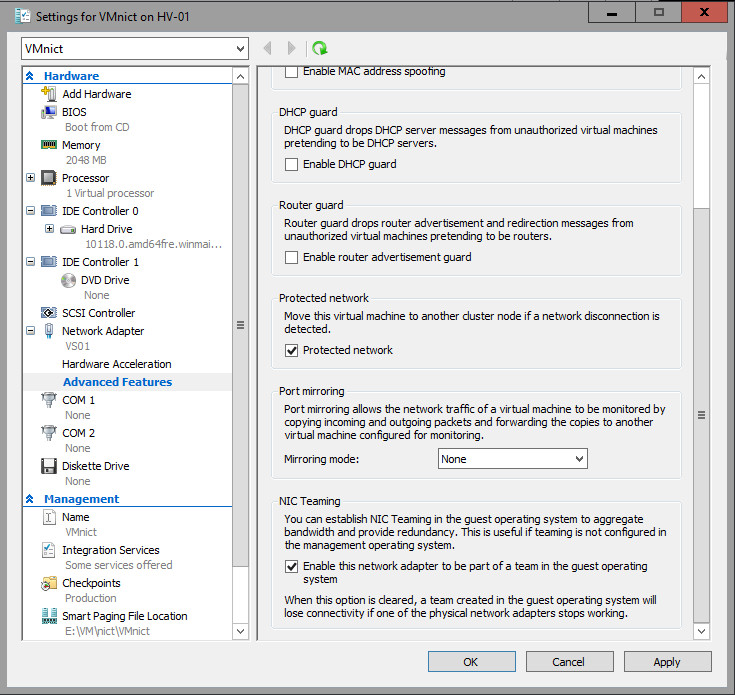 Settings for VMnict on HV-01
VMnict
Hardware
Add Hardware
BIOS
Boot from CD
Memory
2048 MB
Processor
1 Virtual processor
IDE Controller 0
Hard Drive
10118.0.amd64fre.winmai...
IDE Controller 1
DVD Drive
None
SCSI Controller
Network Adapter
VS01
Hardware Acceleration
Advanced Features
COM 1
None
COM 2
None
Diskette Drive
None
Management
Name
VMnict
Integration Services
Some services offered
Checkpoints
Production
Smart Paging File Location
E:\VM\nict\VMnict
Enable MAC address spoofing
DHCP guard
DHCP guard drops DHCP server messages from unauthorized virtual machines
pretending to be DHCP servers.
Enable DHCP guard
Router guard
Router guard drops router advertisement and redirection messages from
unauthorized virtual machines pretending to be routers.
Enable router advertisement guard
Protected network
Move this virtual machine to another cluster node if a network disconnection is
detected.
Protected network
Port mirroring
Port mirroring allows the network traffic of a virtual machine to be monitored by
copying incoming and outgoing packets and forwarding the copies to another
virtual machine configured for monitoring.
Mirroring mode:
None
NIC Teaming
You can establish NIC Teaming in the guest operating system to aggregate
bandwidth and provide redundancy. This is useful if teaming is not configured in
the management operating system.
Enable this network adapter to be part of a team in the guest operating
system
When this option is cleared, a team created in the guest operating system will
lose connectivity if one of the physical network adapters stops working.
OK
Cancel
Apply